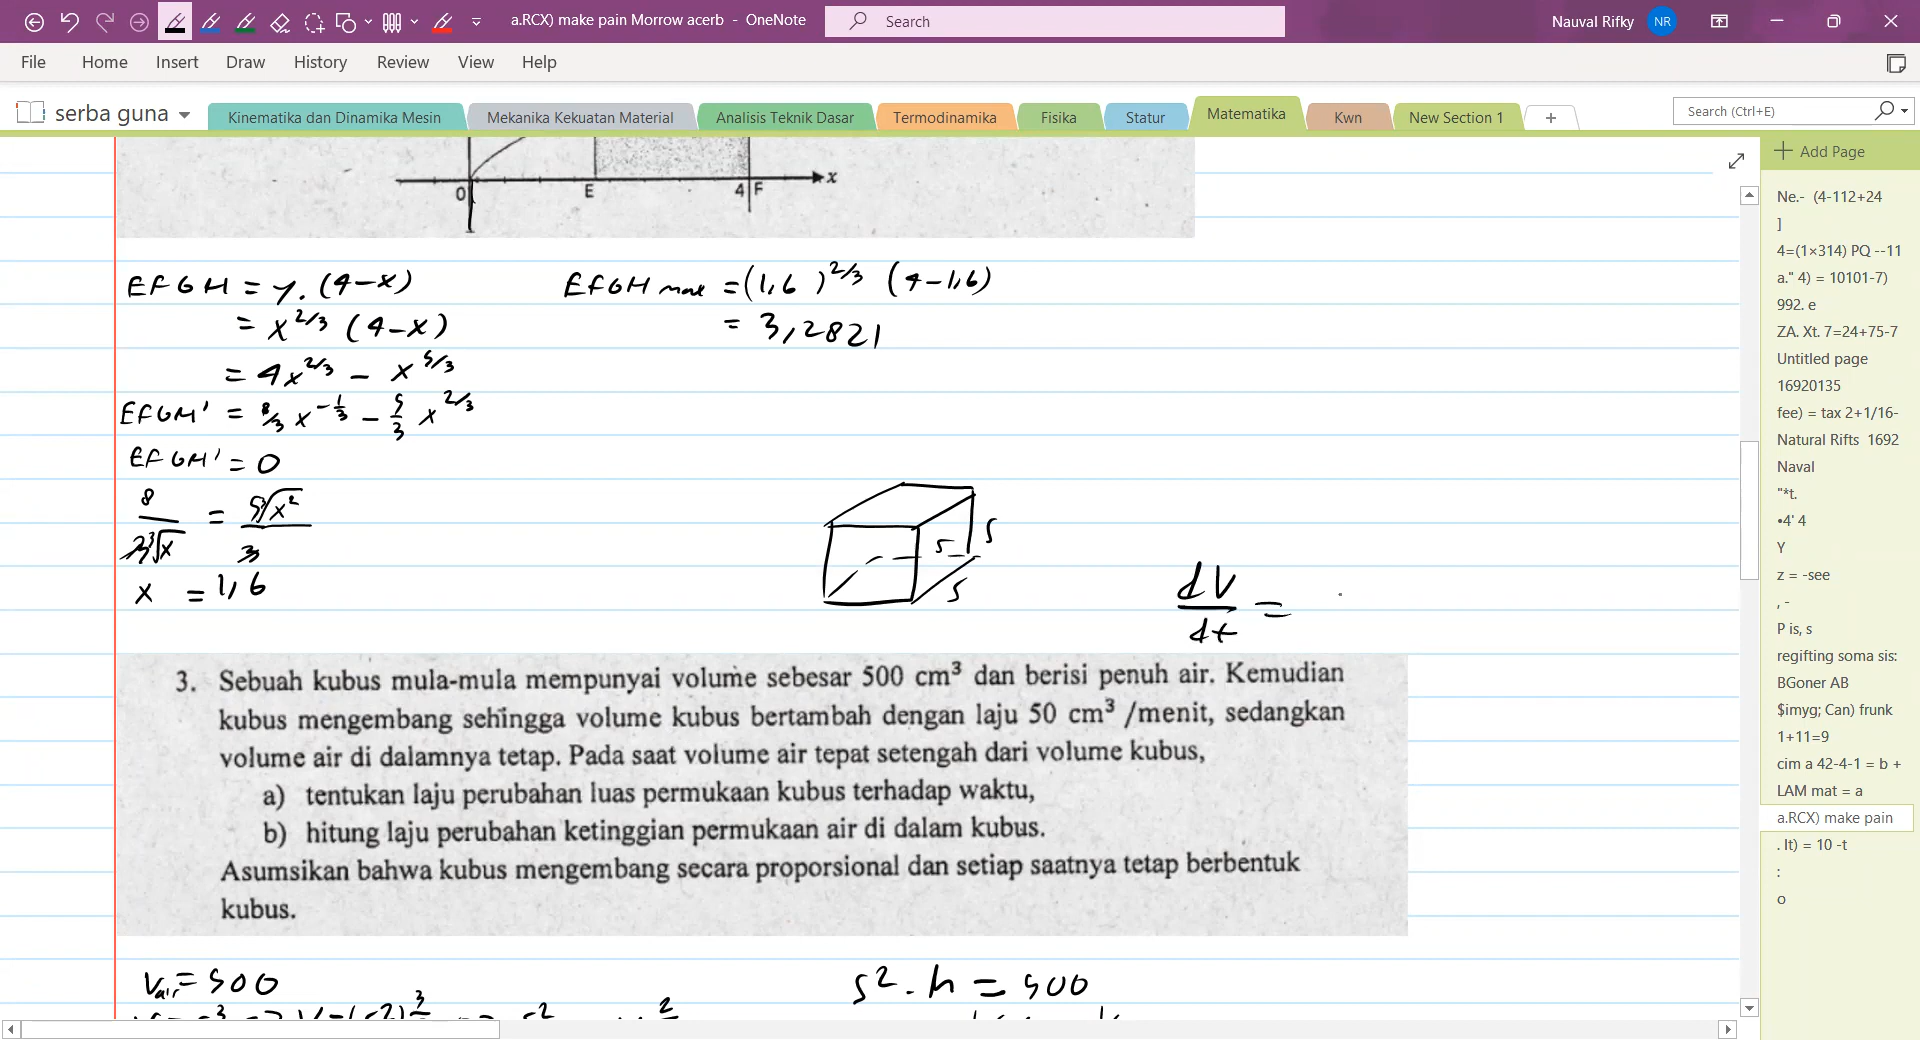 a.RCX) make pain Morrow acerb - OneNote
Search
Nauval Rifky
NR
File Home Insert Draw History Review View Help
serba guna
Kinematika dan Dinamika Mesin
Mekanika Kekuatan Material
Analisis Teknik Dasar
Termodinamika
Fisika
Statur
Matematika
Kwn
New Section 1
+
Search (Ctrl+E)
Add Page
Ne.- (4-112+24
]
4=(1×314) PQ --11
a." 4) = 10101-7)
992. e
ZA. Xt. 7=24+75-7
Untitled page
16920135
fee) = tax 2+1/16-
Natural Rifts 1692
Naval
"*t.
•4' 4
Y
z = -see
, -
P is, s
regifting soma sis:
BGoner AB
$imyg; Can) frunk
1+11=9
cim a 42-4-1 = b +
LAM mat = a
a.RCX) make pain
. It) = 10 -t
:
o
0 E 4 F x
EFGH = y. (4-x)
= x^2/3 (4-x)
= 4x^2/3 - x^5/3
EFGH' = 8/3 x^-1/3 - 5/3 x^2/3
EFGH' = 0
8/3∛x = 5∛x²/3
x = 1,6
EFGH max = (1,6)^2/3 (4-1,6)
= 3,2821
s
s
s
dV/dt =
3. Sebuah kubus mula-mula mempunyai volume sebesar 500 cm³ dan berisi penuh air. Kemudian
kubus mengembang sehingga volume kubus bertambah dengan laju 50 cm³ /menit, sedangkan
volume air di dalamnya tetap. Pada saat volume air tepat setengah dari volume kubus,
a) tentukan laju perubahan luas permukaan kubus terhadap waktu,
b) hitung laju perubahan ketinggian permukaan air di dalam kubus.
Asumsikan bahwa kubus mengembang secara proporsional dan setiap saatnya tetap berbentuk
kubus.
Vair = 500
s². h = 500